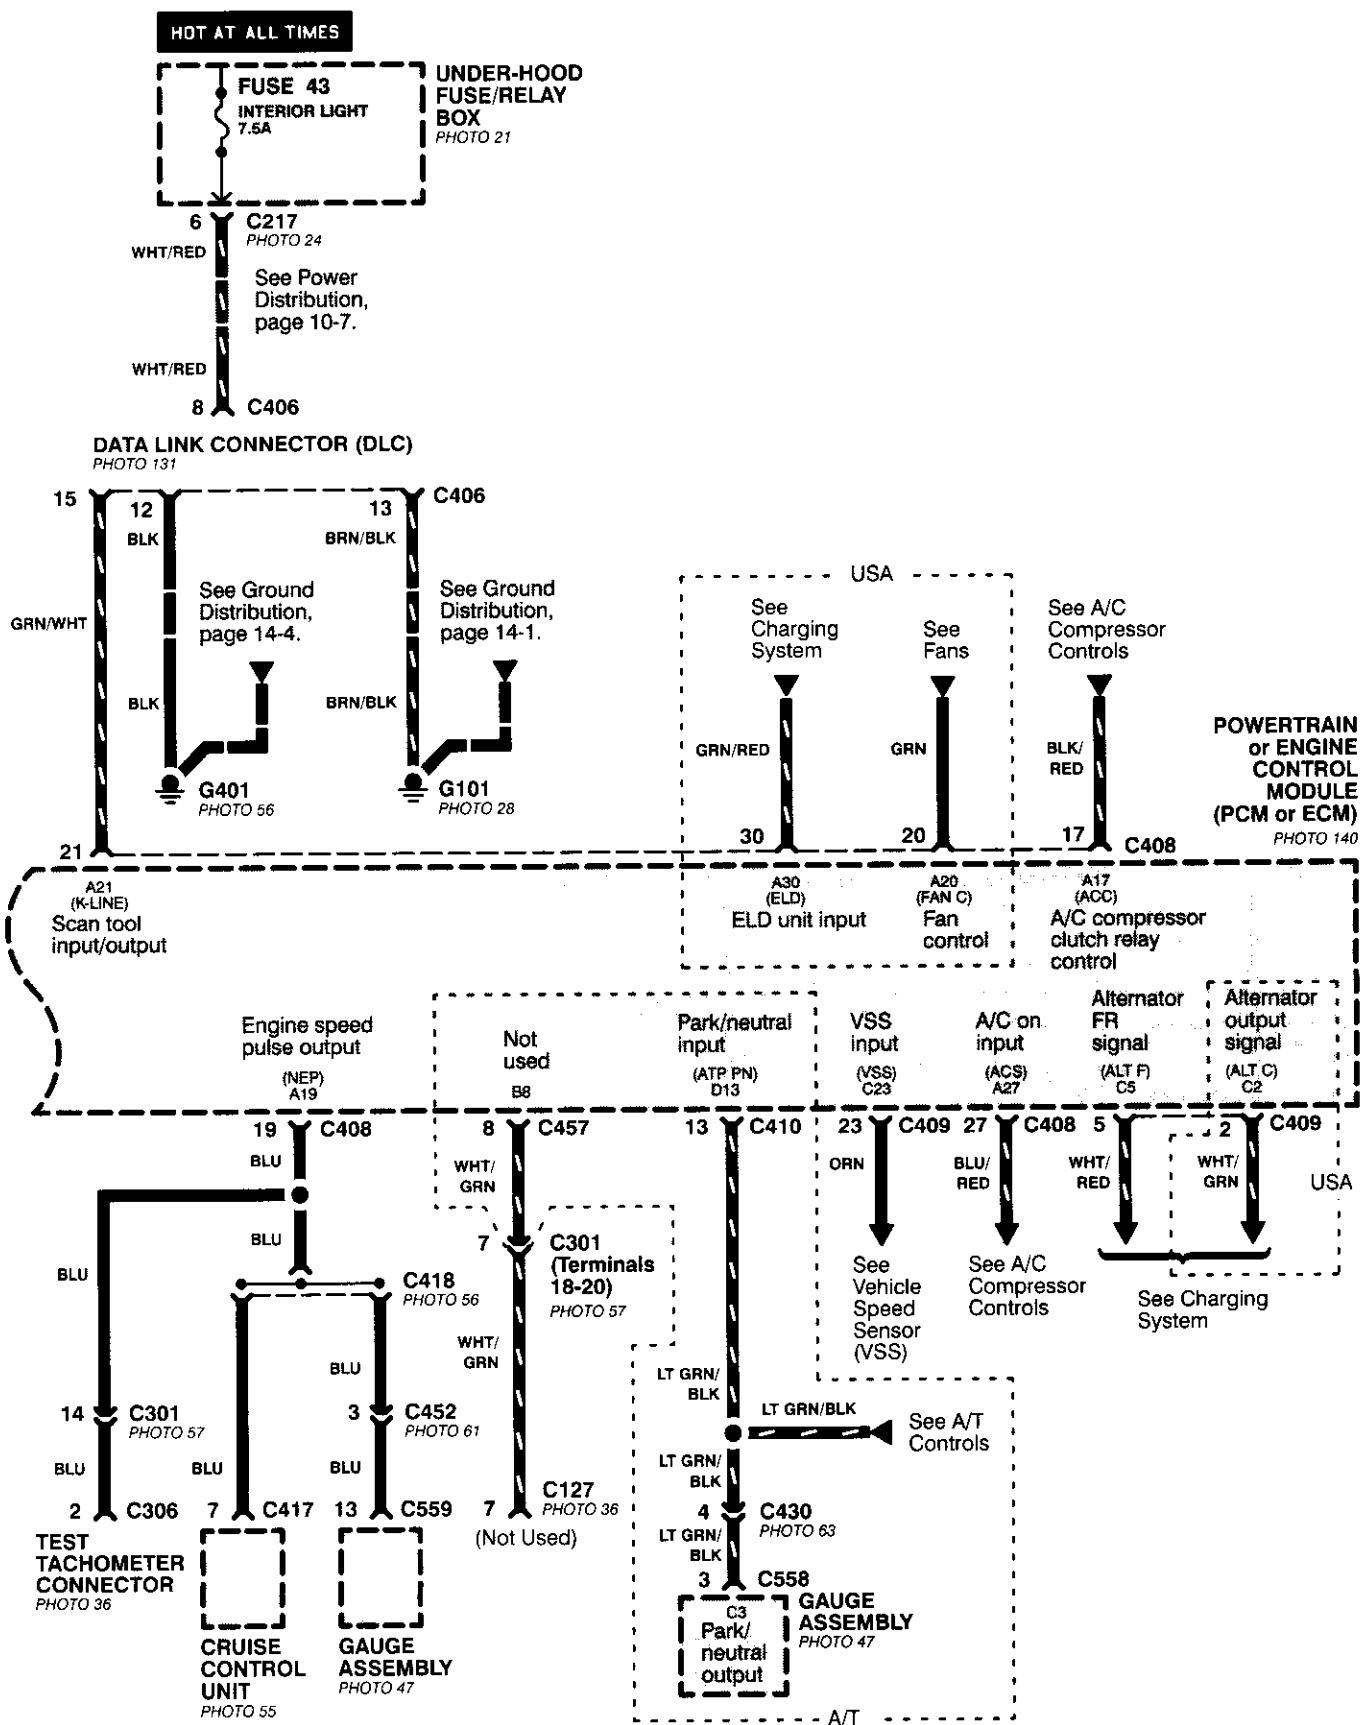 HOT AT ALL TIMES
FUSE 43
INTERIOR LIGHT
7.5A
UNDER-HOOD
FUSE/RELAY
BOX
PHOTO 21
6
C217
PHOTO 24
WHT/RED
See Power
Distribution,
page 10-7.
WHT/RED
8
C406
DATA LINK CONNECTOR (DLC)
PHOTO 131
15
12
13
C406
BLK
BRN/BLK
GRN/WHT
See Ground
Distribution,
page 14-4.
See Ground
Distribution,
page 14-1.
BLK
BRN/BLK
G401
PHOTO 56
G101
PHOTO 28
USA
See
Charging
System
See
Fans
See A/C
Compressor
Controls
GRN/RED
GRN
BLK/
RED
POWERTRAIN
or ENGINE
CONTROL
MODULE
(PCM or ECM)
PHOTO 140
21
30
20
17
C408
A21
(K-LINE)
Scan tool
input/output
A30
(ELD)
ELD unit input
A20
(FAN C)
Fan
control
A17
(ACC)
A/C compressor
clutch relay
control
Engine speed
pulse output
(NEP)
A19
Not
used
B8
Park/neutral
input
(ATP PN)
D13
VSS
input
(VSS)
C23
A/C on
input
(ACS)
A27
Alternator
FR
signal
(ALT F)
C5
Alternator
output
signal
(ALT C)
C2
19
C408
8
C457
13
C410
23
C409
27
C408
5
2
C409
BLU
WHT/
GRN
ORN
BLU/
RED
WHT/
RED
WHT/
GRN
USA
BLU
BLU
7
C301
(Terminals
18-20)
PHOTO 57
C418
PHOTO 56
See
Vehicle
Speed
Sensor
(VSS)
See A/C
Compressor
Controls
See Charging
System
WHT/
GRN
BLU
LT GRN/
BLK
14
C301
PHOTO 57
3
C452
PHOTO 61
LT GRN/BLK
See A/T
Controls
BLU
BLU
BLU
LT GRN/
BLK
2
C306
7
C417
13
C559
7
C127
PHOTO 36
(Not Used)
4
C430
PHOTO 63
LT GRN/
BLK
3
C558
TEST
TACHOMETER
CONNECTOR
PHOTO 36
CRUISE
CONTROL
UNIT
PHOTO 55
GAUGE
ASSEMBLY
PHOTO 47
C3
Park/
neutral
output
GAUGE
ASSEMBLY
PHOTO 47
A/T